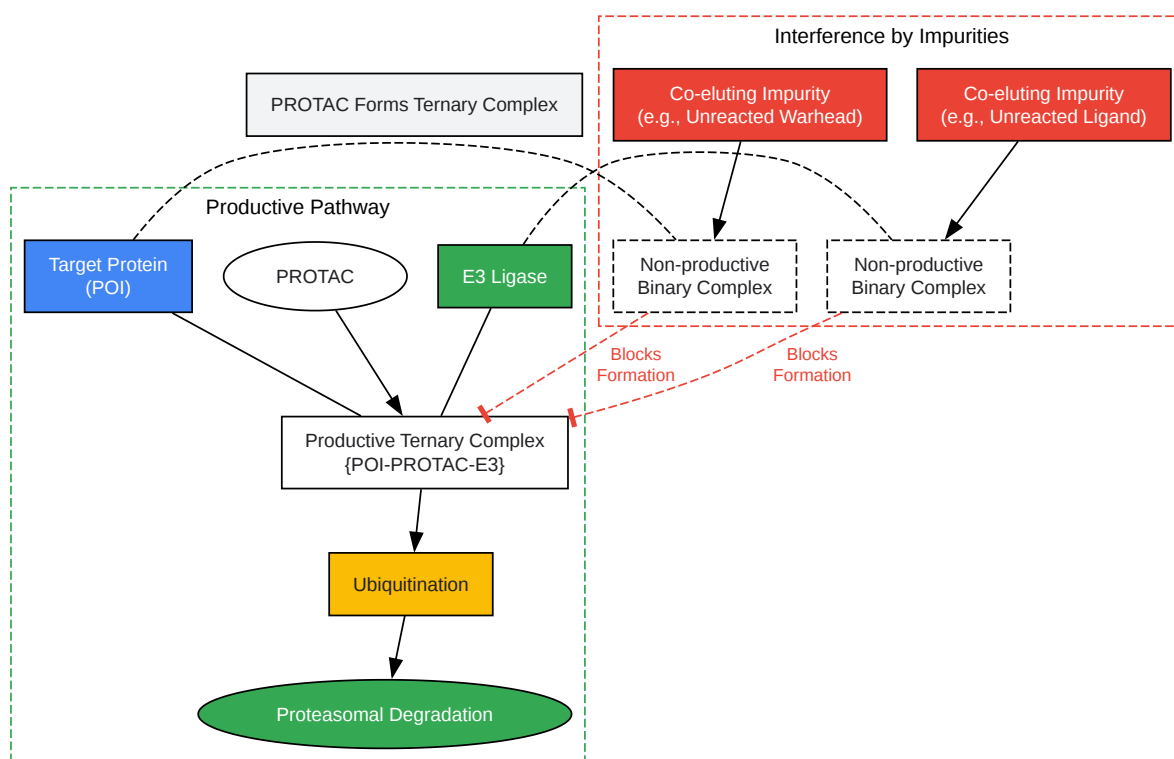 Interference by Impurities
PROTAC Forms Ternary Complex
Co-eluting Impurity
(e.g., Unreacted Warhead)
Co-eluting Impurity
(e.g., Unreacted Ligand)
Productive Pathway
Target Protein
(POI)
PROTAC
E3 Ligase
Non-productive
Binary Complex
Non-productive
Binary Complex
Blocks
Formation
Blocks
Formation
Productive Ternary Complex
{POI-PROTAC-E3}
Ubiquitination
Proteasomal Degradation